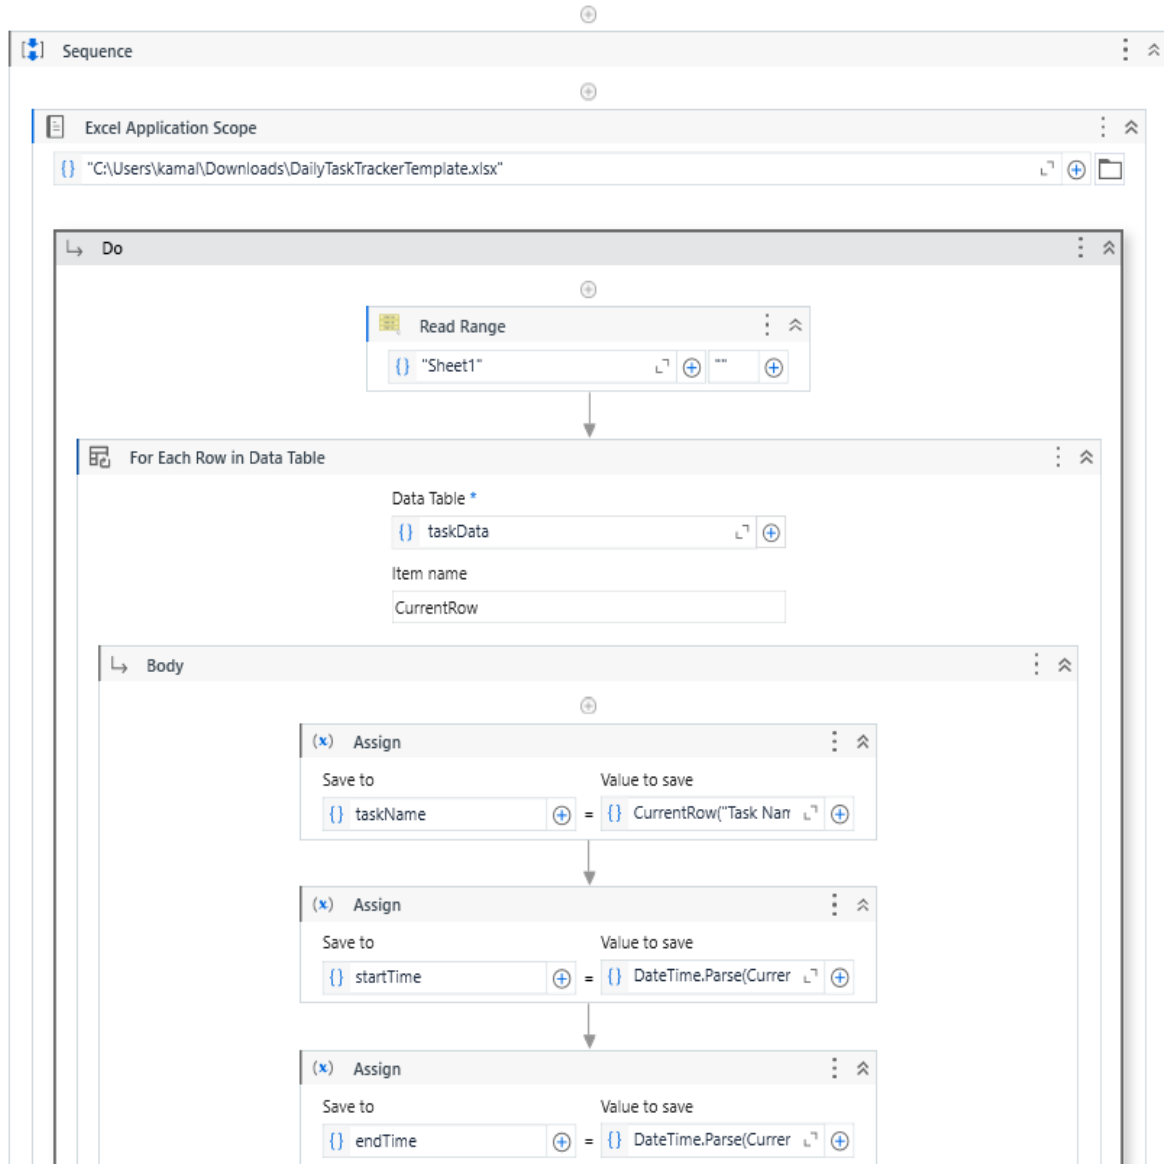 Sequence
Excel Application Scope
{} "C:\Users\kamal\Downloads\DailyTaskTrackerTemplate.xlsx"
Do
Read Range
{} "Sheet1" ""
For Each Row in Data Table
Data Table *
{} taskData
Item name
CurrentRow
Body
(x) Assign
Save to Value to save
{} taskName = {} CurrentRow("Task Nam
(x) Assign
Save to Value to save
{} startTime = {} DateTime.Parse(Currer
(x) Assign
Save to Value to save
{} endTime = {} DateTime.Parse(Currer